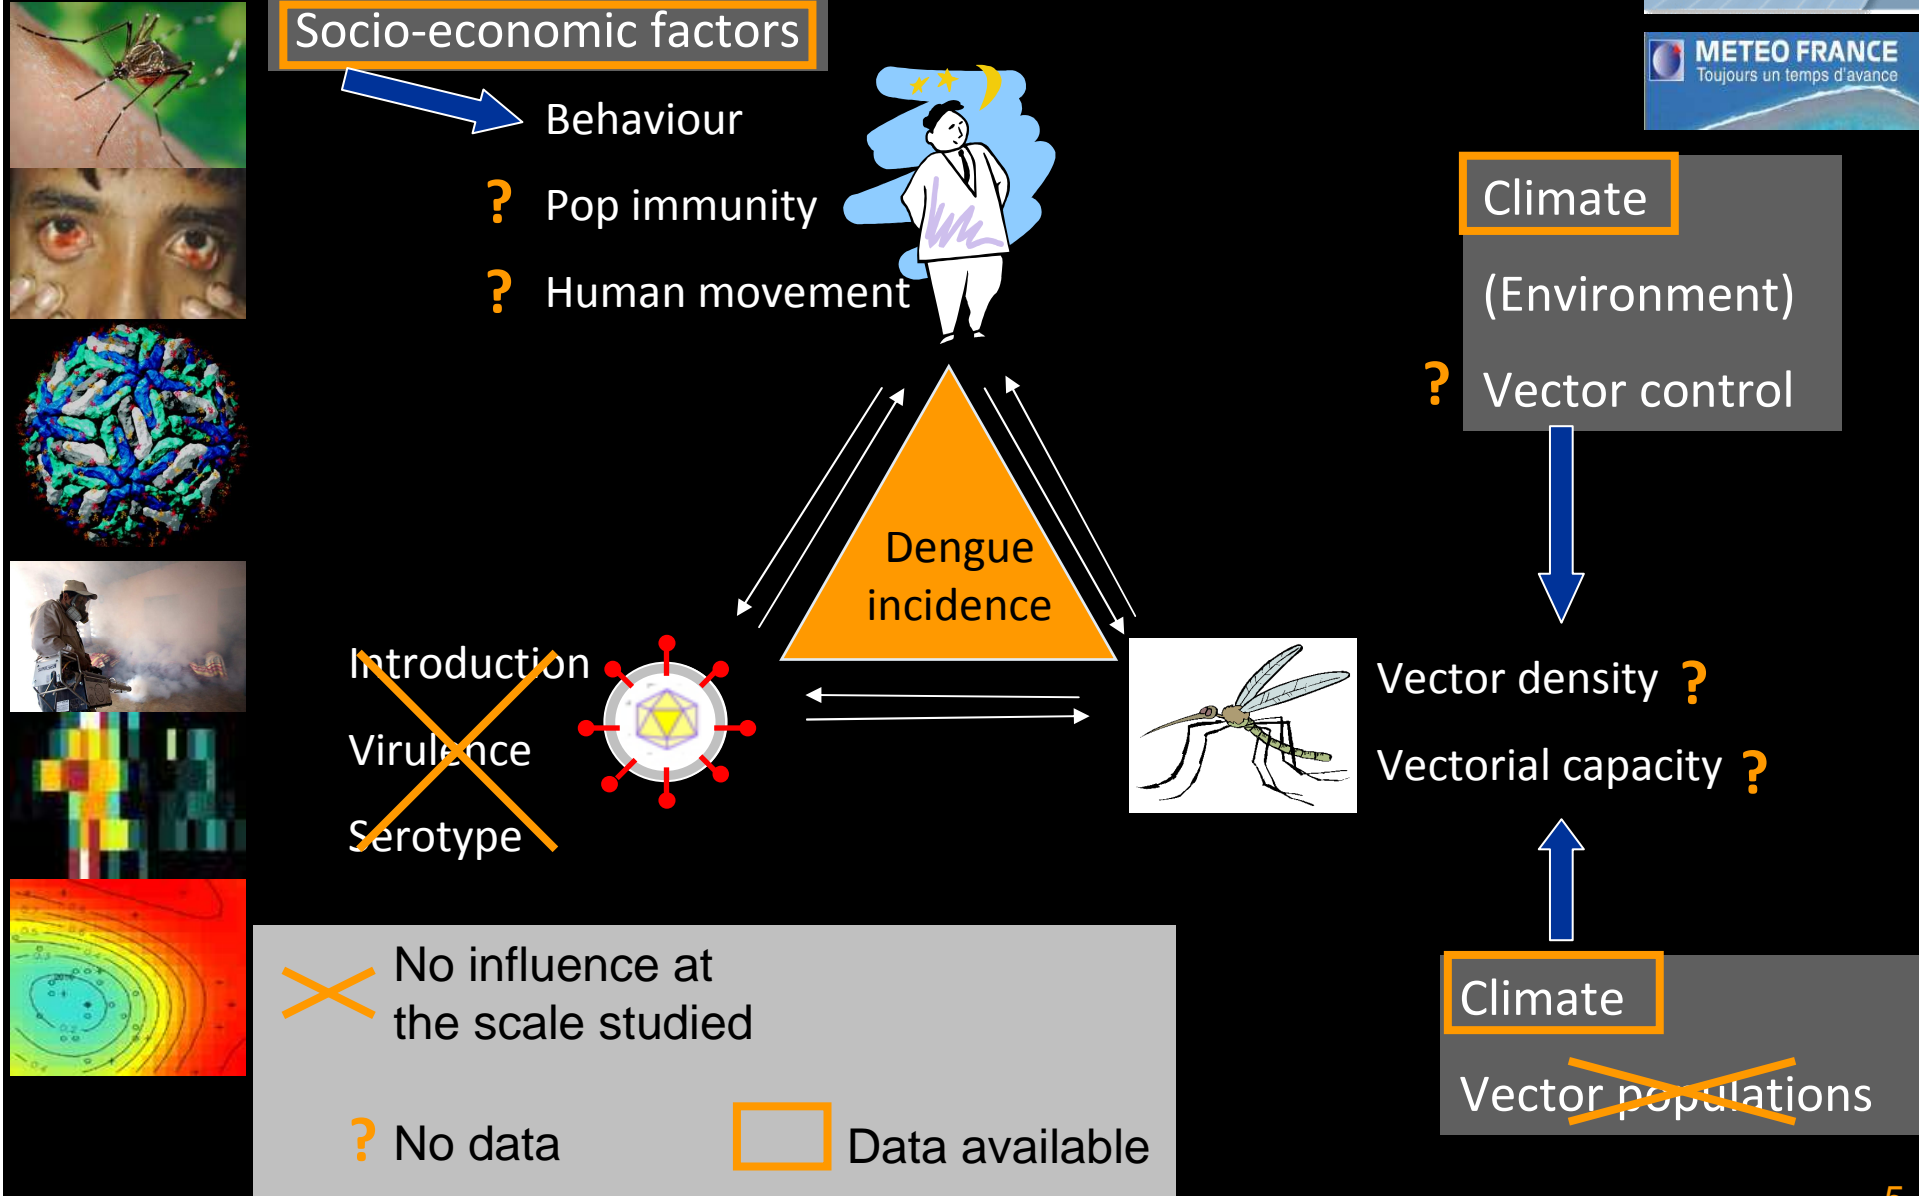 Socio-economic factors
METEO FRANCE
Toujours un temps d'avance
Behaviour
? Pop immunity
? Human movement
Climate
(Environment)
? Vector control
Dengue
incidence
Introduction
Virulence
Serotype
Vector density ?
Vectorial capacity ?
Climate
Vector populations
No influence at
the scale studied
? No data
Data available
5